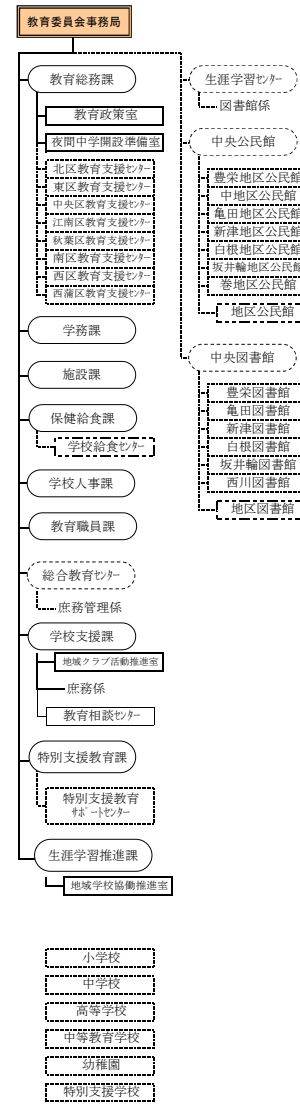 教育委員会事務局
教育総務課
教育政策室
夜間中学開設準備室
北区教育支援ｾﾝﾀｰ
東区教育支援ｾﾝﾀｰ
中央区教育支援ｾﾝﾀｰ
江南区教育支援ｾﾝﾀｰ
秋葉区教育支援ｾﾝﾀｰ
南区教育支援ｾﾝﾀｰ
西区教育支援ｾﾝﾀｰ
西蒲区教育支援ｾﾝﾀｰ
学務課
施設課
保健給食課
学校給食ｾﾝﾀｰ
学校人事課
教育職員課
総合教育ｾﾝﾀｰ
庶務管理係
学校支援課
地域クラブ活動推進室
庶務係
教育相談ｾﾝﾀｰ
特別支援教育課
特別支援教育
ｻﾎﾟｰﾄｾﾝﾀｰ
生涯学習推進課
地域学校協働推進室
小学校
中学校
高等学校
中等教育学校
幼稚園
特別支援学校
生涯学習ｾﾝﾀｰ
図書館係
中央公民館
豊栄地区公民館
中地区公民館
亀田地区公民館
新津地区公民館
白根地区公民館
坂井輪地区公民館
巻地区公民館
地区公民館
中央図書館
豊栄図書館
亀田図書館
新津図書館
白根図書館
坂井輪図書館
西川図書館
地区図書館